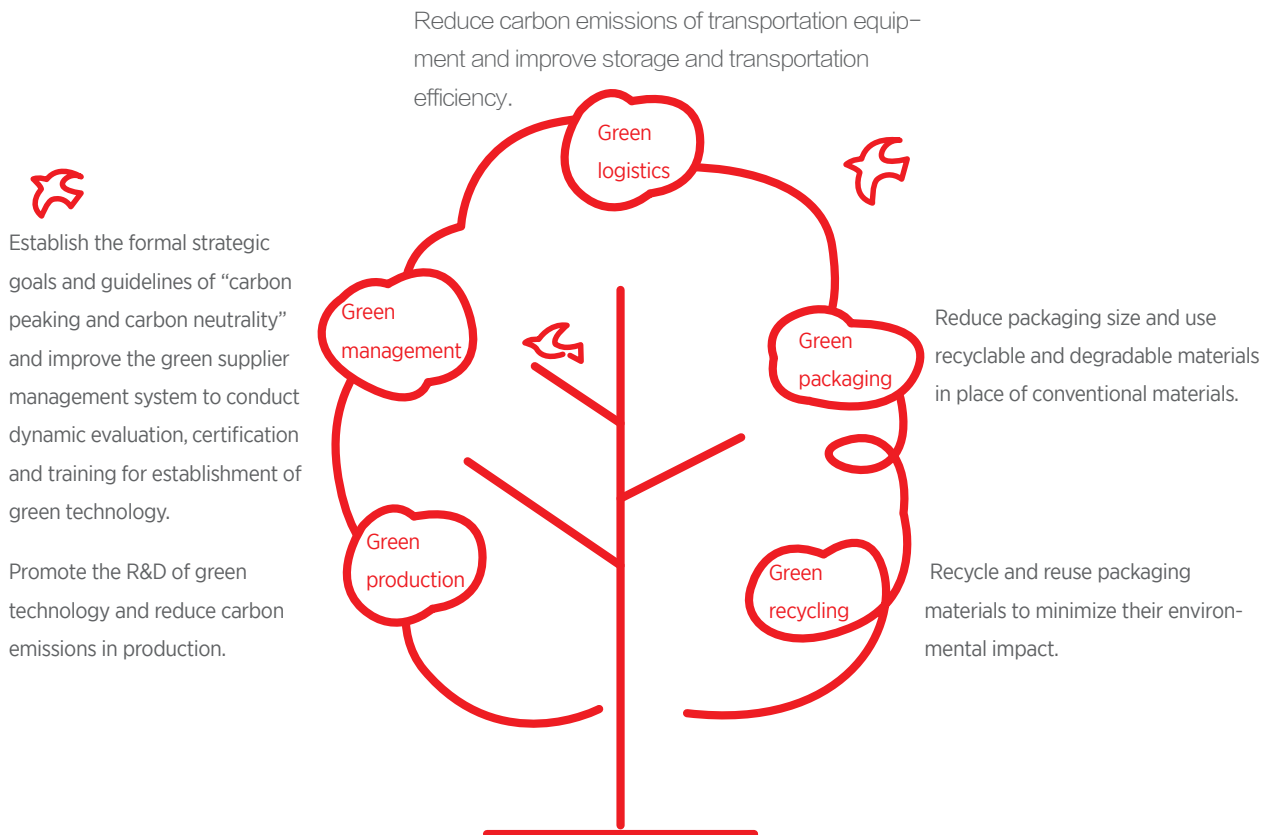 Reduce carbon emissions of transportation equip-
ment and improve storage and transportation
efficiency.
Green
logistics
Establish the formal strategic
goals and guidelines of “carbon
peaking and carbon neutrality”
and improve the green supplier
management system to conduct
dynamic evaluation, certification
and training for establishment of
green technology.
Green
management
Green
packaging
Reduce packaging size and use
recyclable and degradable materials
in place of conventional materials.
Promote the R&D of green
technology and reduce carbon
emissions in production.
Green
production
Green
recycling
Recycle and reuse packaging
materials to minimize their environ-
mental impact.